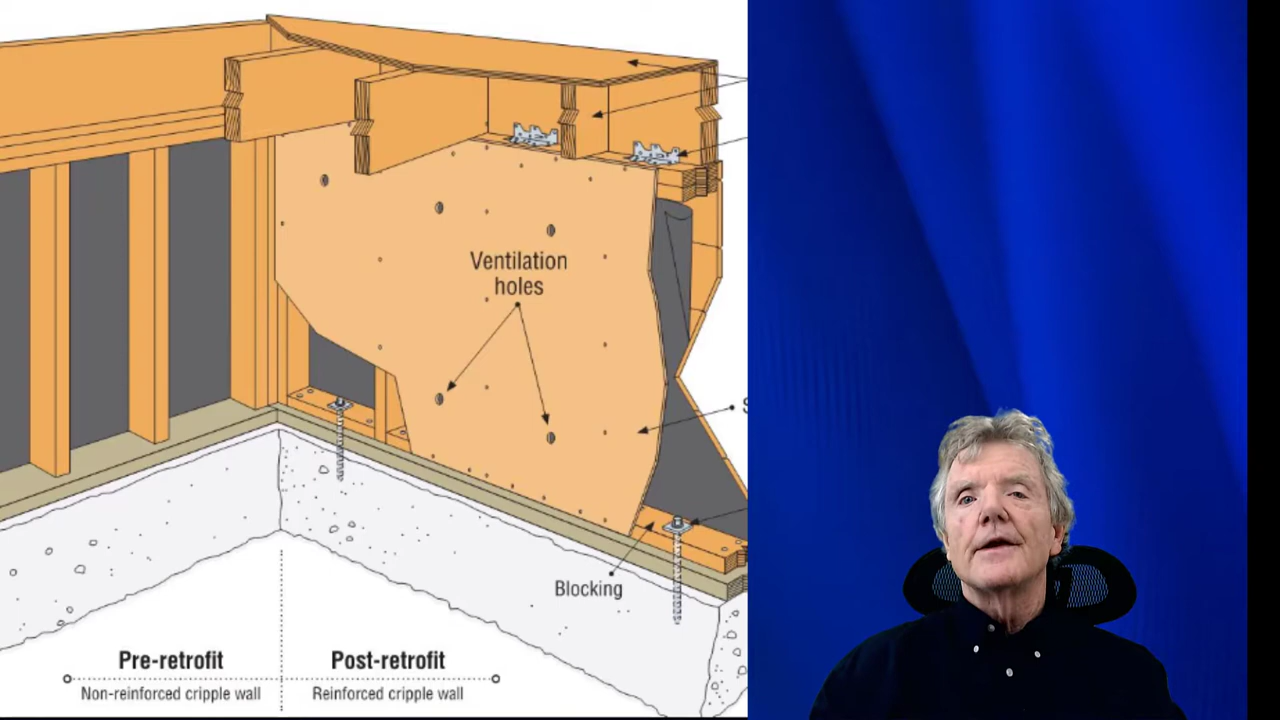 Ventilation
holes
Blocking
Pre-retrofit
Non-reinforced cripple wall
Post-retrofit
Reinforced cripple wall